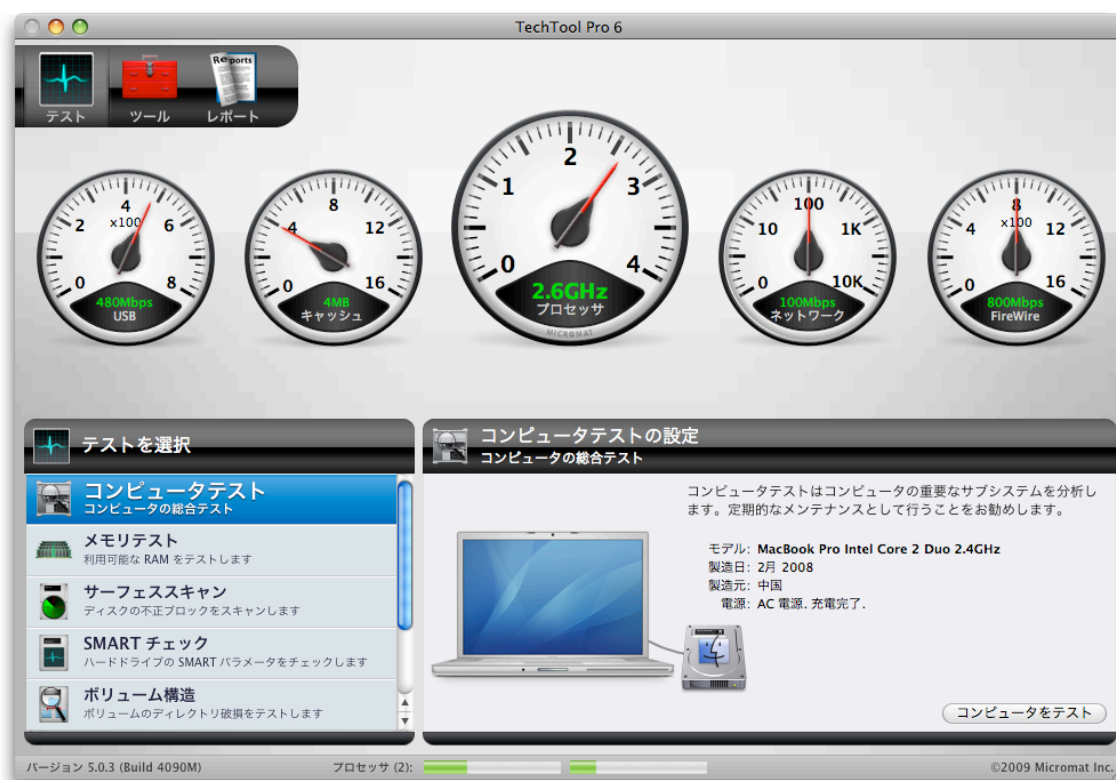 TechTool Pro 6
Reports
テスト
ツール
レポート
0
2
4
6
8
x100
480Mbps
USB
0
4
8
12
16
4MB
キャッシュ
0
1
2
3
4
2.6GHz
プロセッサ
MICROMAT
0
10
100
1K
10K
100Mbps
ネットワーク
0
4
8
12
16
x100
800Mbps
FireWire
テストを選択
コンピュータテスト
コンピュータの総合テスト
メモリテスト
利用可能な RAM をテストします
サーフェススキャン
ディスクの不正ブロックをスキャンします
SMART チェック
ハードドライブの SMART パラメータをチェックします
ボリューム構造
ボリュームのディレクトリ破損をテストします
コンピュータテストの設定
コンピュータの総合テスト
コンピュータテストはコンピュータの重要なサブシステムを分析し
ます。定期的なメンテナンスとして行うことをお勧めします。
モデル: MacBook Pro Intel Core 2 Duo 2.4GHz
製造日: 2月 2008
製造元: 中国
電源: AC 電源. 充電完了.
コンピュータをテスト
バージョン 5.0.3 (Build 4090M)
プロセッサ (2):
©2009 Micromat Inc.